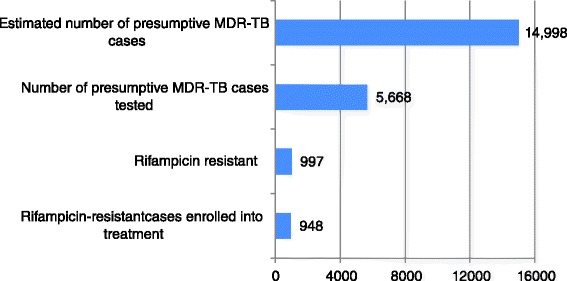 Estimated number of presumptive MDR-TB
cases
14,998
Number of presumptive MDR-TB cases
tested
5,668
Rifampicin resistant
997
Rifampicin-resistantcases enrolled into
treatment
948
0 4000 8000 12000 16000